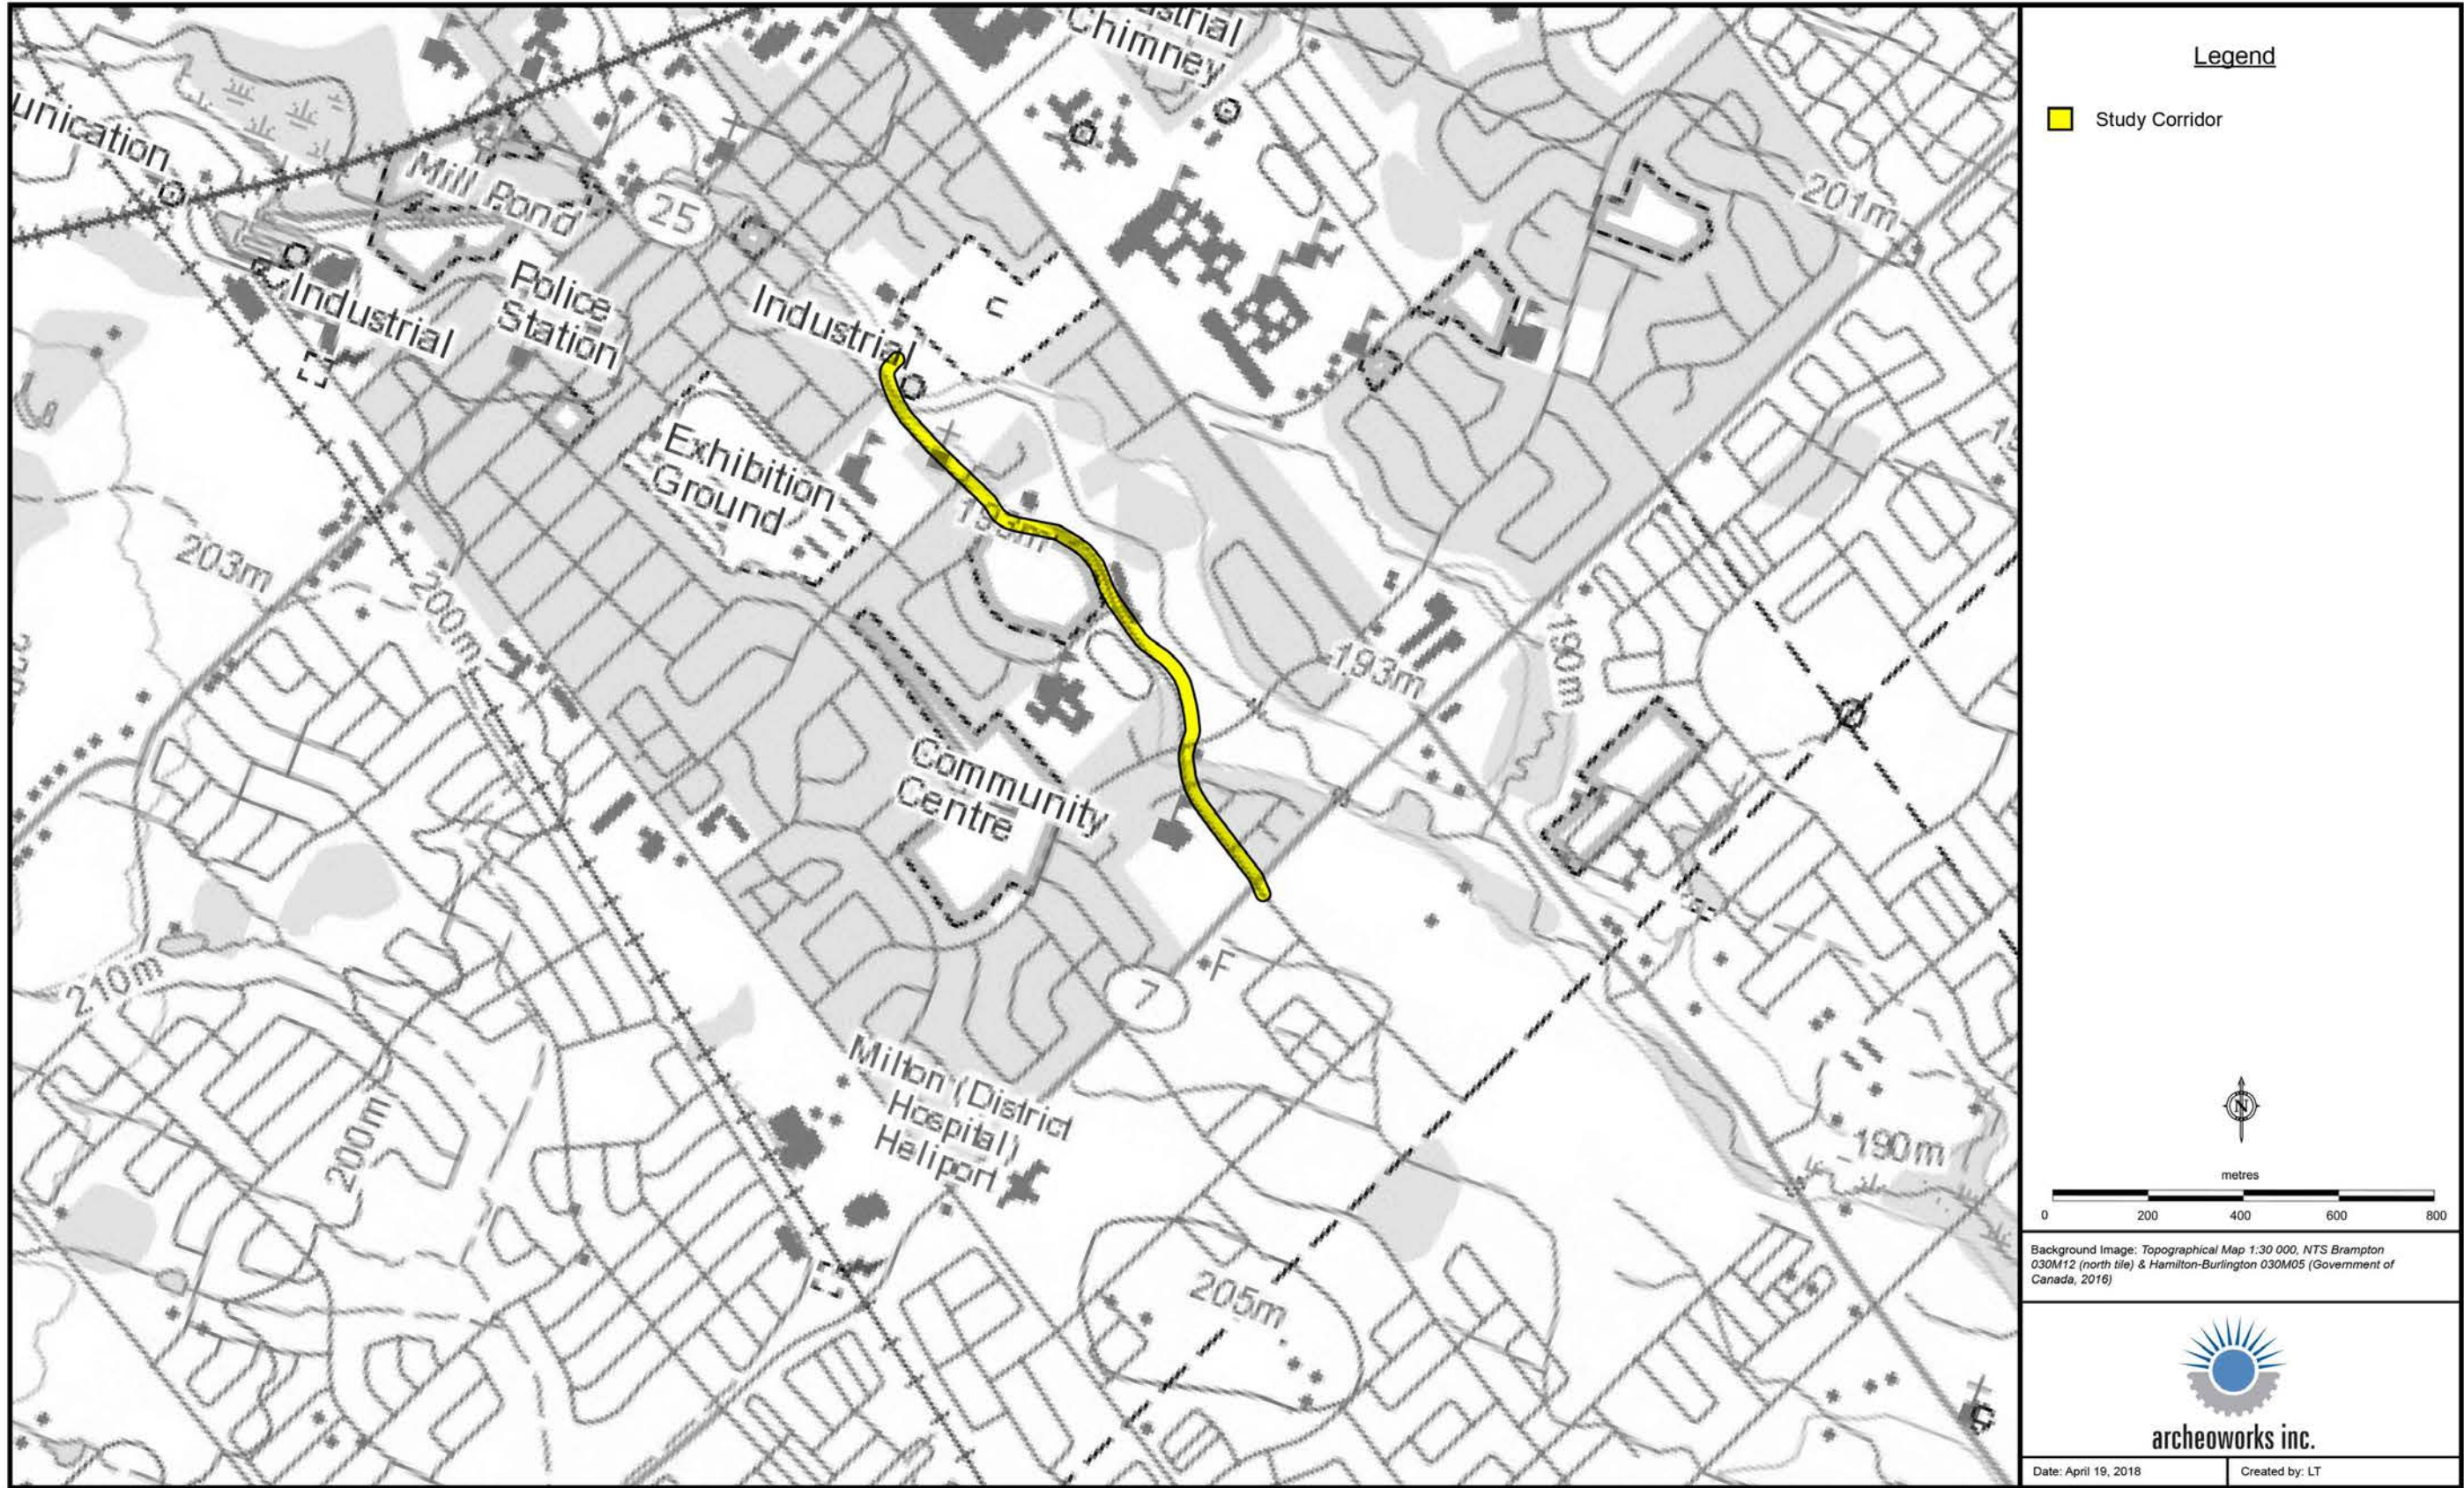 ustrial
Chimney
unication
Mill Pond
25
201m
Police
Station
Industrial
Industrial
C
Exhibition
Ground
203m
200m
193m
190m
Community
Centre
F
7
210m
Milton (District
Hospital)
Heliport
200m
190m
205m
C
Legend
Study Corridor
N
metres
0 200 400 600 800
Background Image: Topographical Map 1:30 000, NTS Brampton
030M12 (north tile) & Hamilton-Burlington 030M05 (Government of
Canada, 2016)
archeoworks inc.
Date: April 19, 2018
Created by: LT